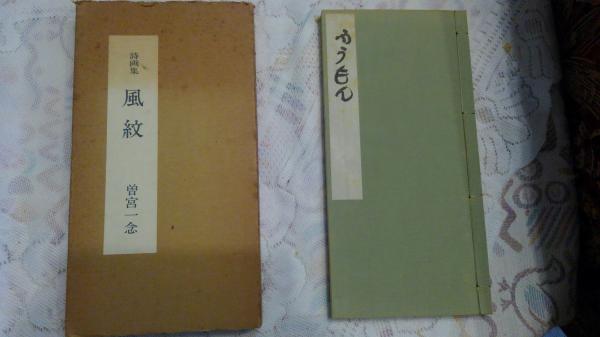 詩画集
風紋
曽宮一念
ふうもん